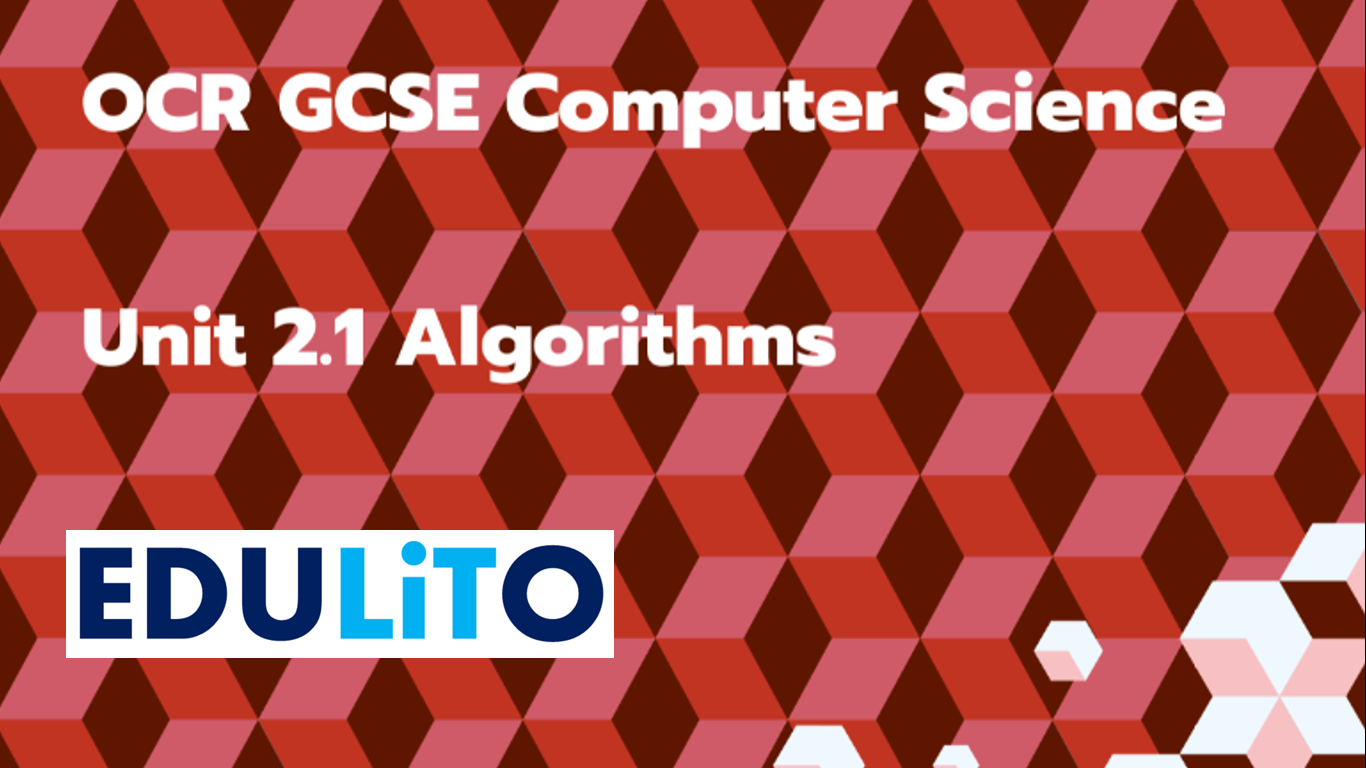 OCR GCSE Computer Science
Unit 2.1 Algorithms
EDULiTO